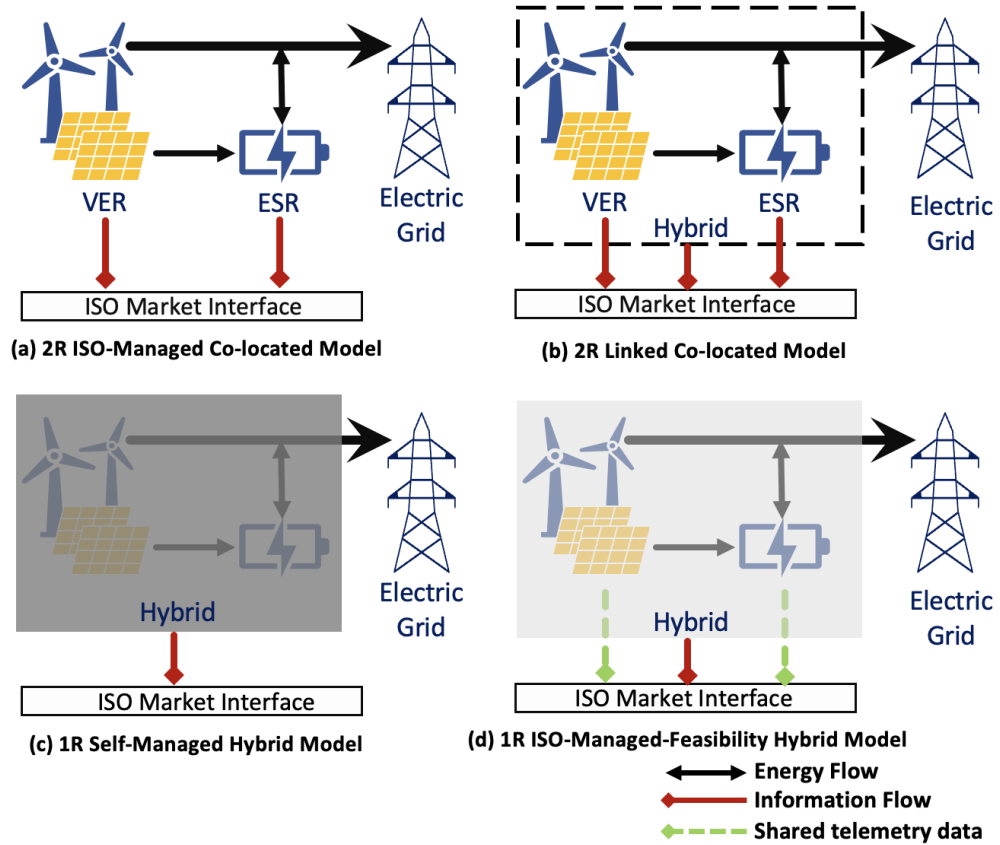 VER
ESR
Electric
Grid
ISO Market Interface
(a) 2R ISO-Managed Co-located Model
VER
ESR
Hybrid
Electric
Grid
ISO Market Interface
(b) 2R Linked Co-located Model
Hybrid
Electric
Grid
ISO Market Interface
(c) 1R Self-Managed Hybrid Model
Hybrid
Electric
Grid
ISO Market Interface
(d) 1R ISO-Managed-Feasibility Hybrid Model
Energy Flow
Information Flow
Shared telemetry data